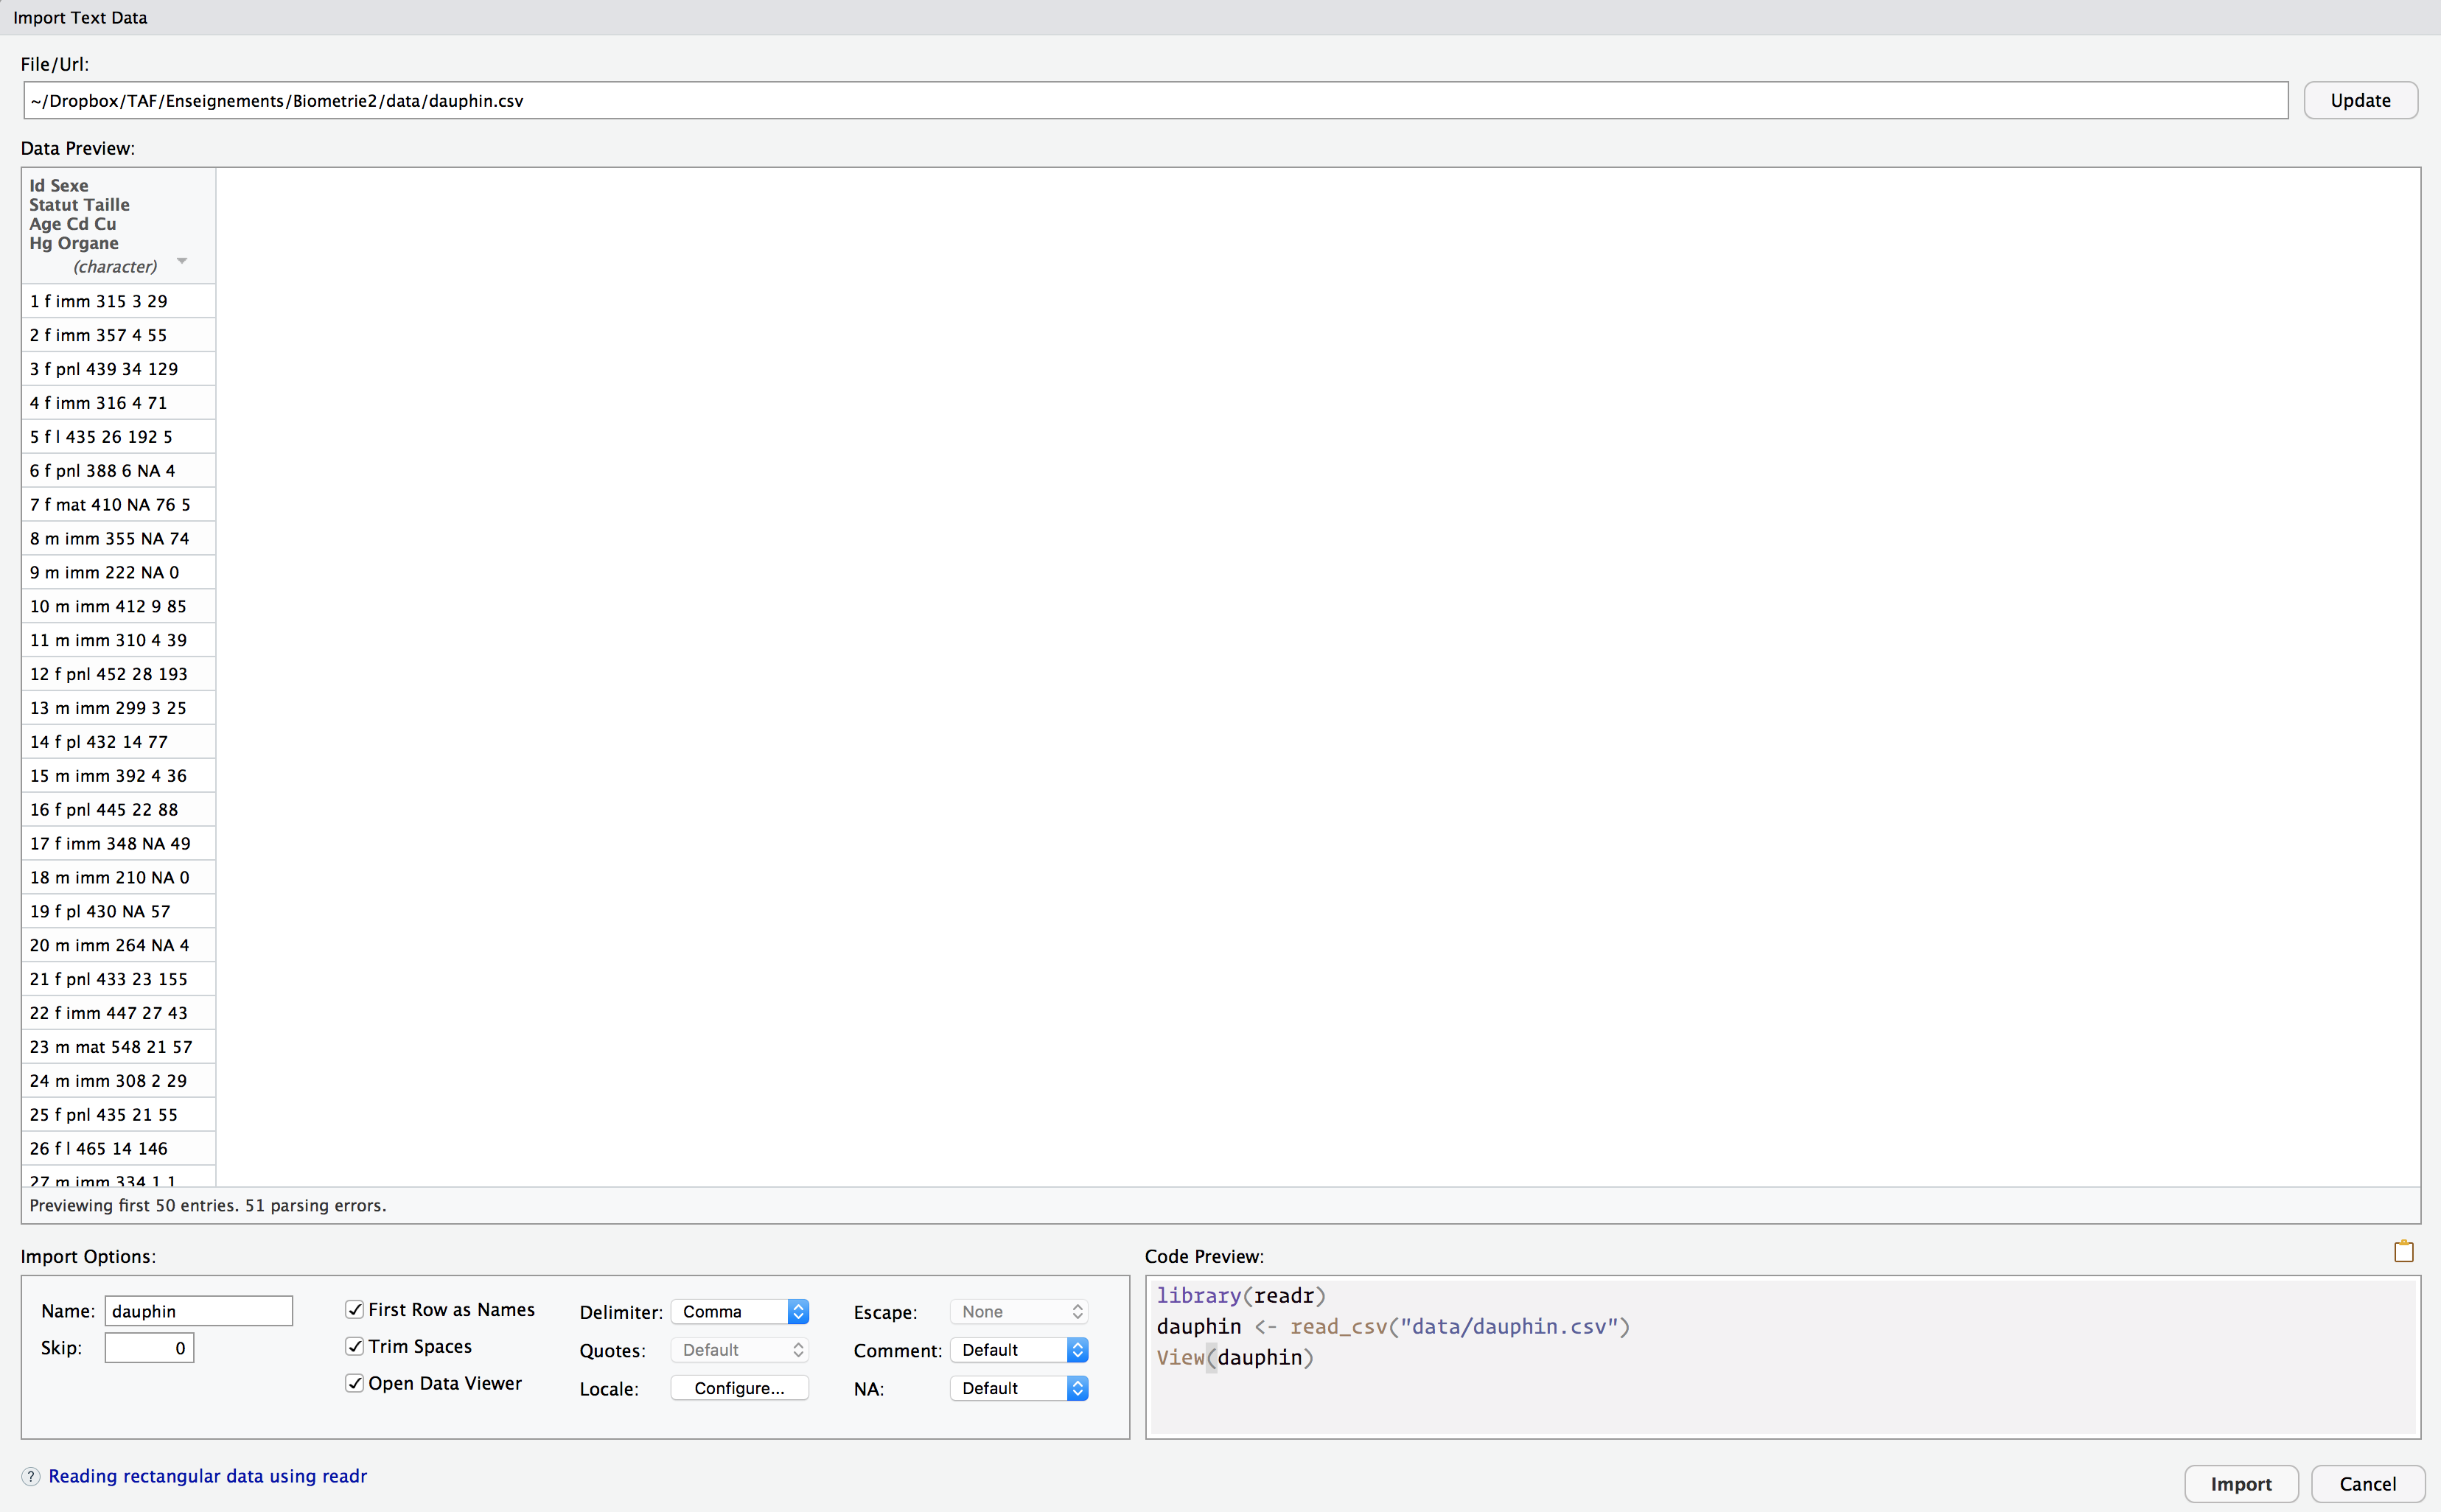 Import Text Data
File/Url:
~/Dropbox/TAF/Enseignements/Biometrie2/data/dauphin.csv
Update
Data Preview:
Id Sexe
Statut Taille
Age Cd Cu
Hg Organe
(character)
1 f imm 315 3 29
2 f imm 357 4 55
3 f pnl 439 34 129
4 f imm 316 4 71
5 f l 435 26 192 5
6 f pnl 388 6 NA 4
7 f mat 410 NA 76 5
8 m imm 355 NA 74
9 m imm 222 NA 0
10 m imm 412 9 85
11 m imm 310 4 39
12 f pnl 452 28 193
13 m imm 299 3 25
14 f pl 432 14 77
15 m imm 392 4 36
16 f pnl 445 22 88
17 f imm 348 NA 49
18 m imm 210 NA 0
19 f pl 430 NA 57
20 m imm 264 NA 4
21 f pnl 433 23 155
22 f imm 447 27 43
23 m mat 548 21 57
24 m imm 308 2 29
25 f pnl 435 21 55
26 f l 465 14 146
27 m imm 334 1 1
Previewing first 50 entries. 51 parsing errors.
Import Options:
Name: dauphin
Skip: 0
First Row as Names
Trim Spaces
Open Data Viewer
Delimiter: Comma
Quotes: Default
Locale: Configure...
Escape: None
Comment: Default
NA: Default
Code Preview:
library(readr)
dauphin <- read_csv("data/dauphin.csv")
View(dauphin)
? Reading rectangular data using readr
Import
Cancel